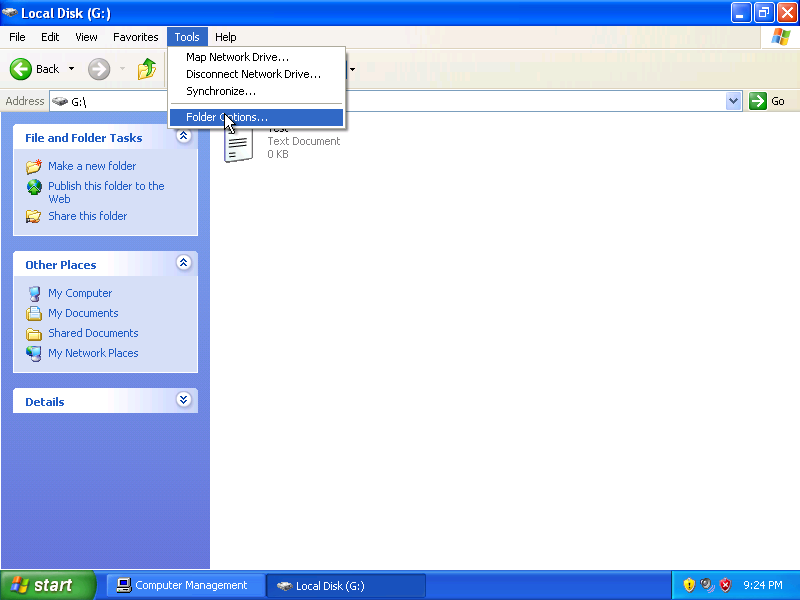 Local Disk (G:)
File Edit View Favorites Tools Help
Map Network Drive...
Disconnect Network Drive...
Synchronize...
Folder Options...
Back
Address G:\ Go
Text Document
0 KB
File and Folder Tasks
Make a new folder
Publish this folder to the
Web
Share this folder
Other Places
My Computer
My Documents
Shared Documents
My Network Places
Details
start Computer Management Local Disk (G:) 9:24 PM